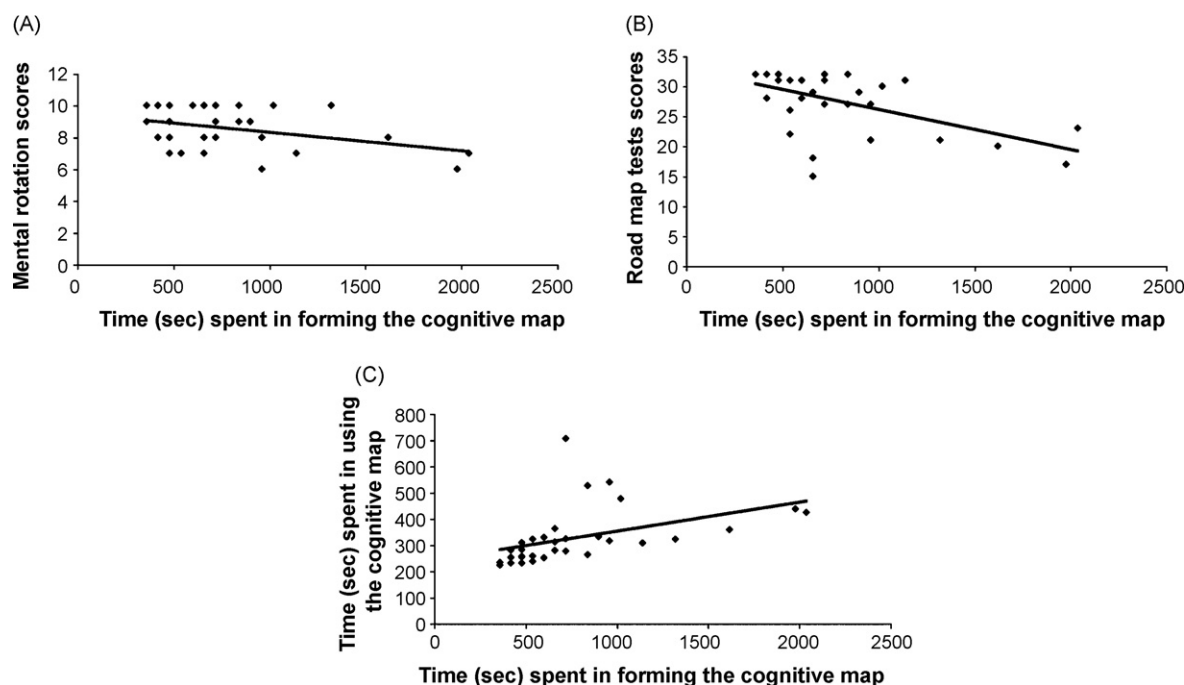 (A)
Mental rotation scores
12
10
8
6
4
2
0
0 500 1000 1500 2000 2500
Time (sec) spent in forming the cognitive map
(B)
Road map tests scores
35
30
25
20
15
10
5
0
0 500 1000 1500 2000 2500
Time (sec) spent in forming the cognitive map
(C)
Time (sec) spent in using
the cognitive map
800
700
600
500
400
300
200
100
0
0 500 1000 1500 2000 2500
Time (sec) spent in forming the cognitive map